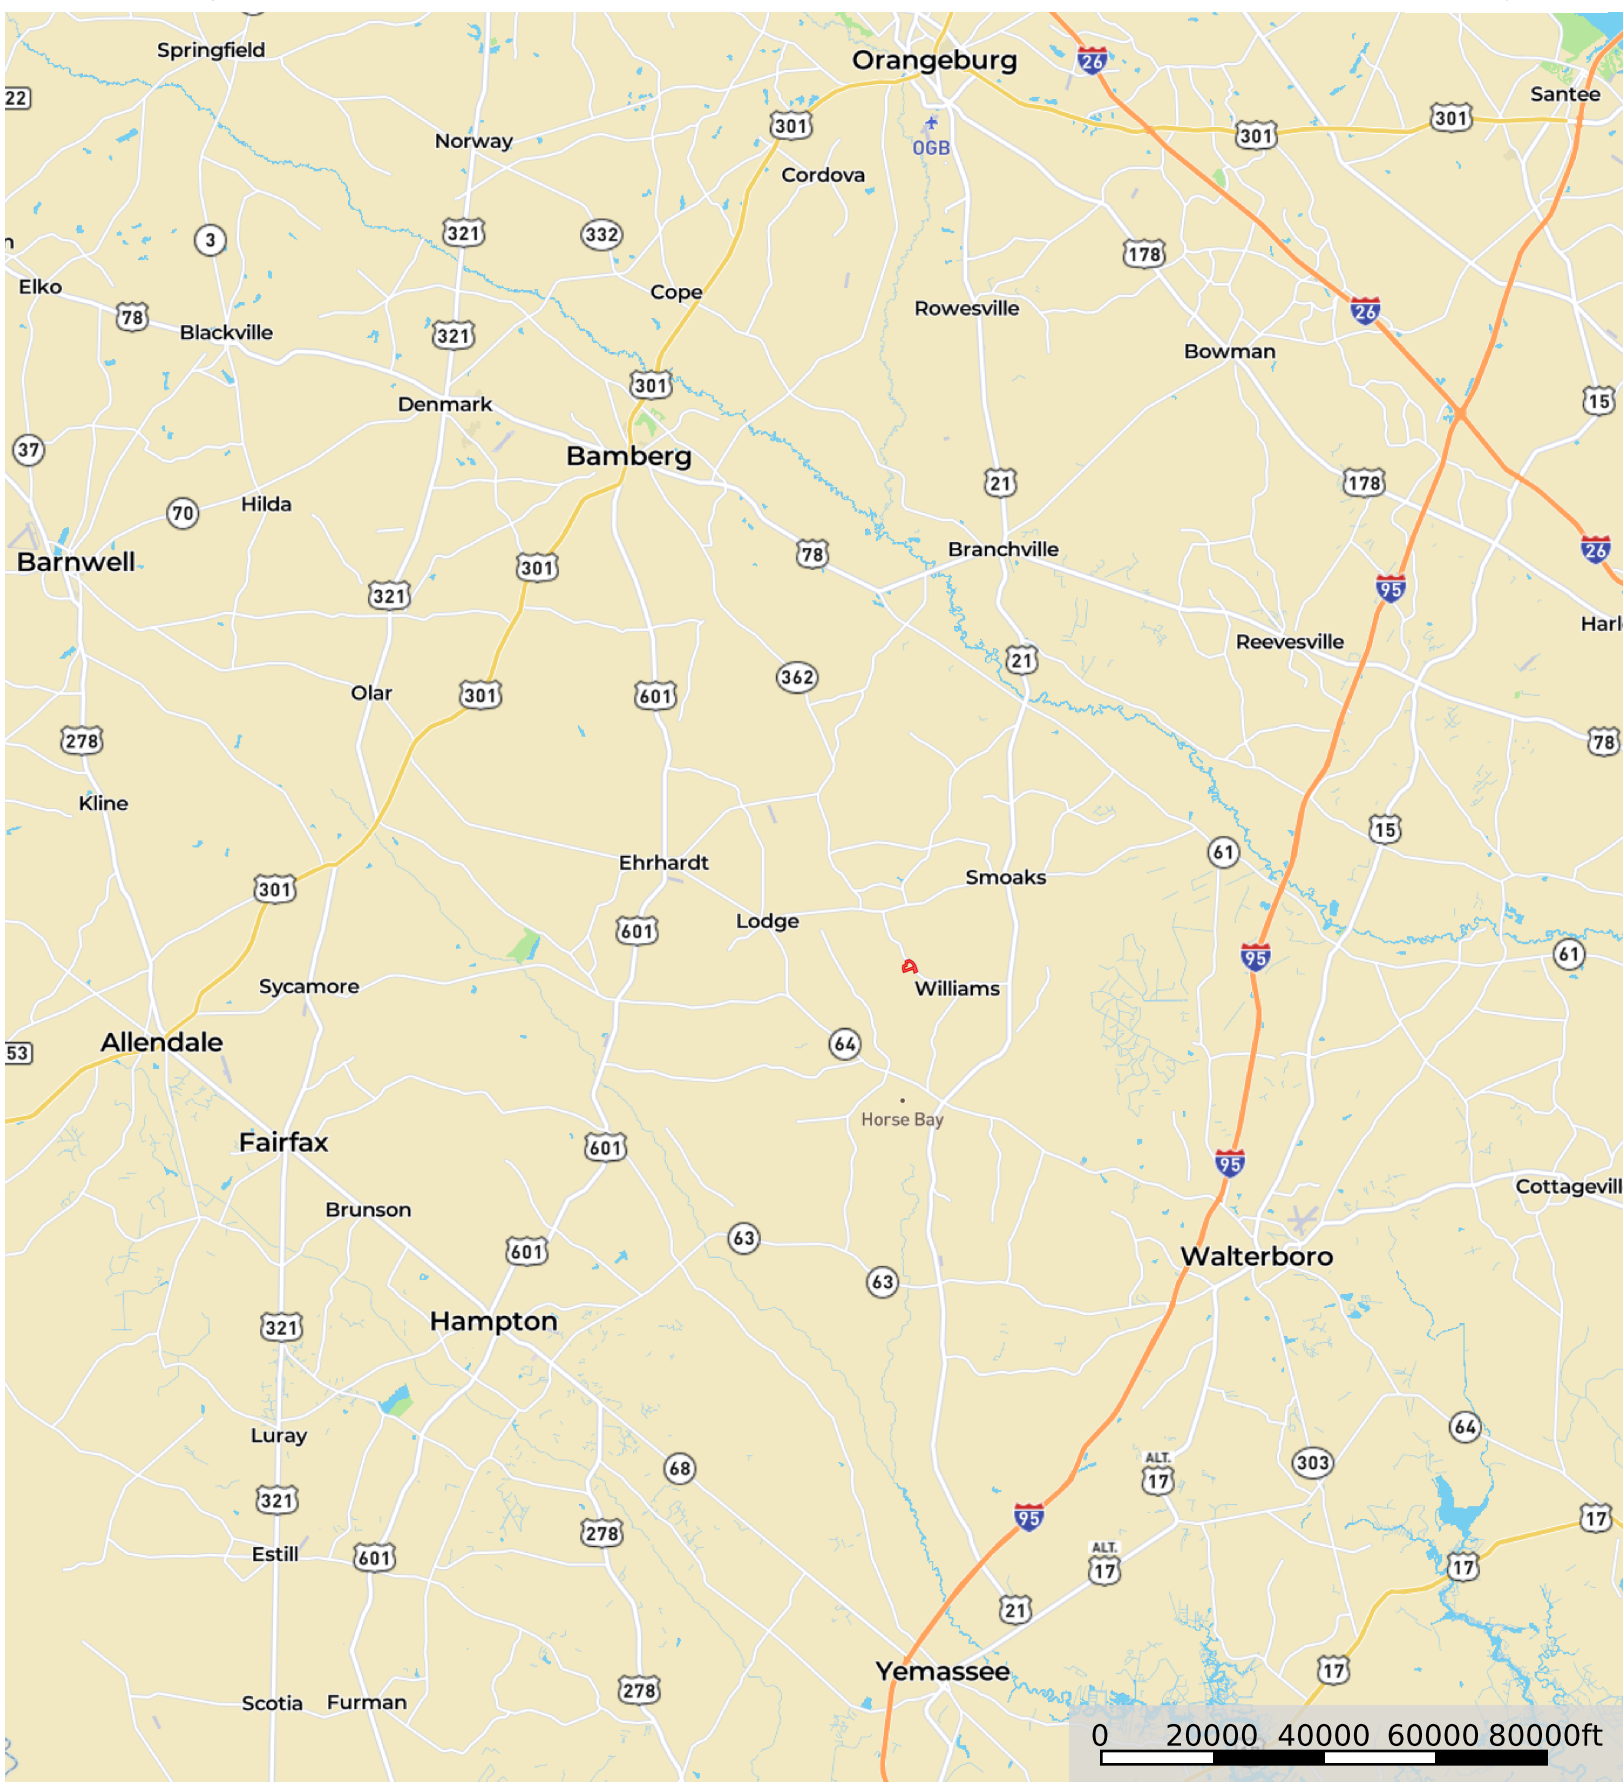 Springfield
Orangeburg
26
Santee
22
301
301
301
Norway
OGB
Cordova
3
321
332
178
n
Elko
Cope
Rowesville
26
78
Blackville
321
Bowman
301
15
Denmark
37
Bamberg
21
178
70
Hilda
Barnwell
78
Branchville
26
301
321
95
Harl
Reevesville
21
362
Olar
301
601
278
78
Kline
15
61
Ehrhardt
Smoaks
301
Lodge
601
61
95
Sycamore
Williams
Allendale
64
53
Horse Bay
Fairfax
601
95
Cottagevill
Brunson
63
601
Walterboro
63
Hampton
321
64
Luray
ALT.
17
303
68
321
95
17
278
Estill
601
ALT.
17
17
21
Yemassee
17
278
Scotia
Furman
0 20000 40000 60000 80000ft